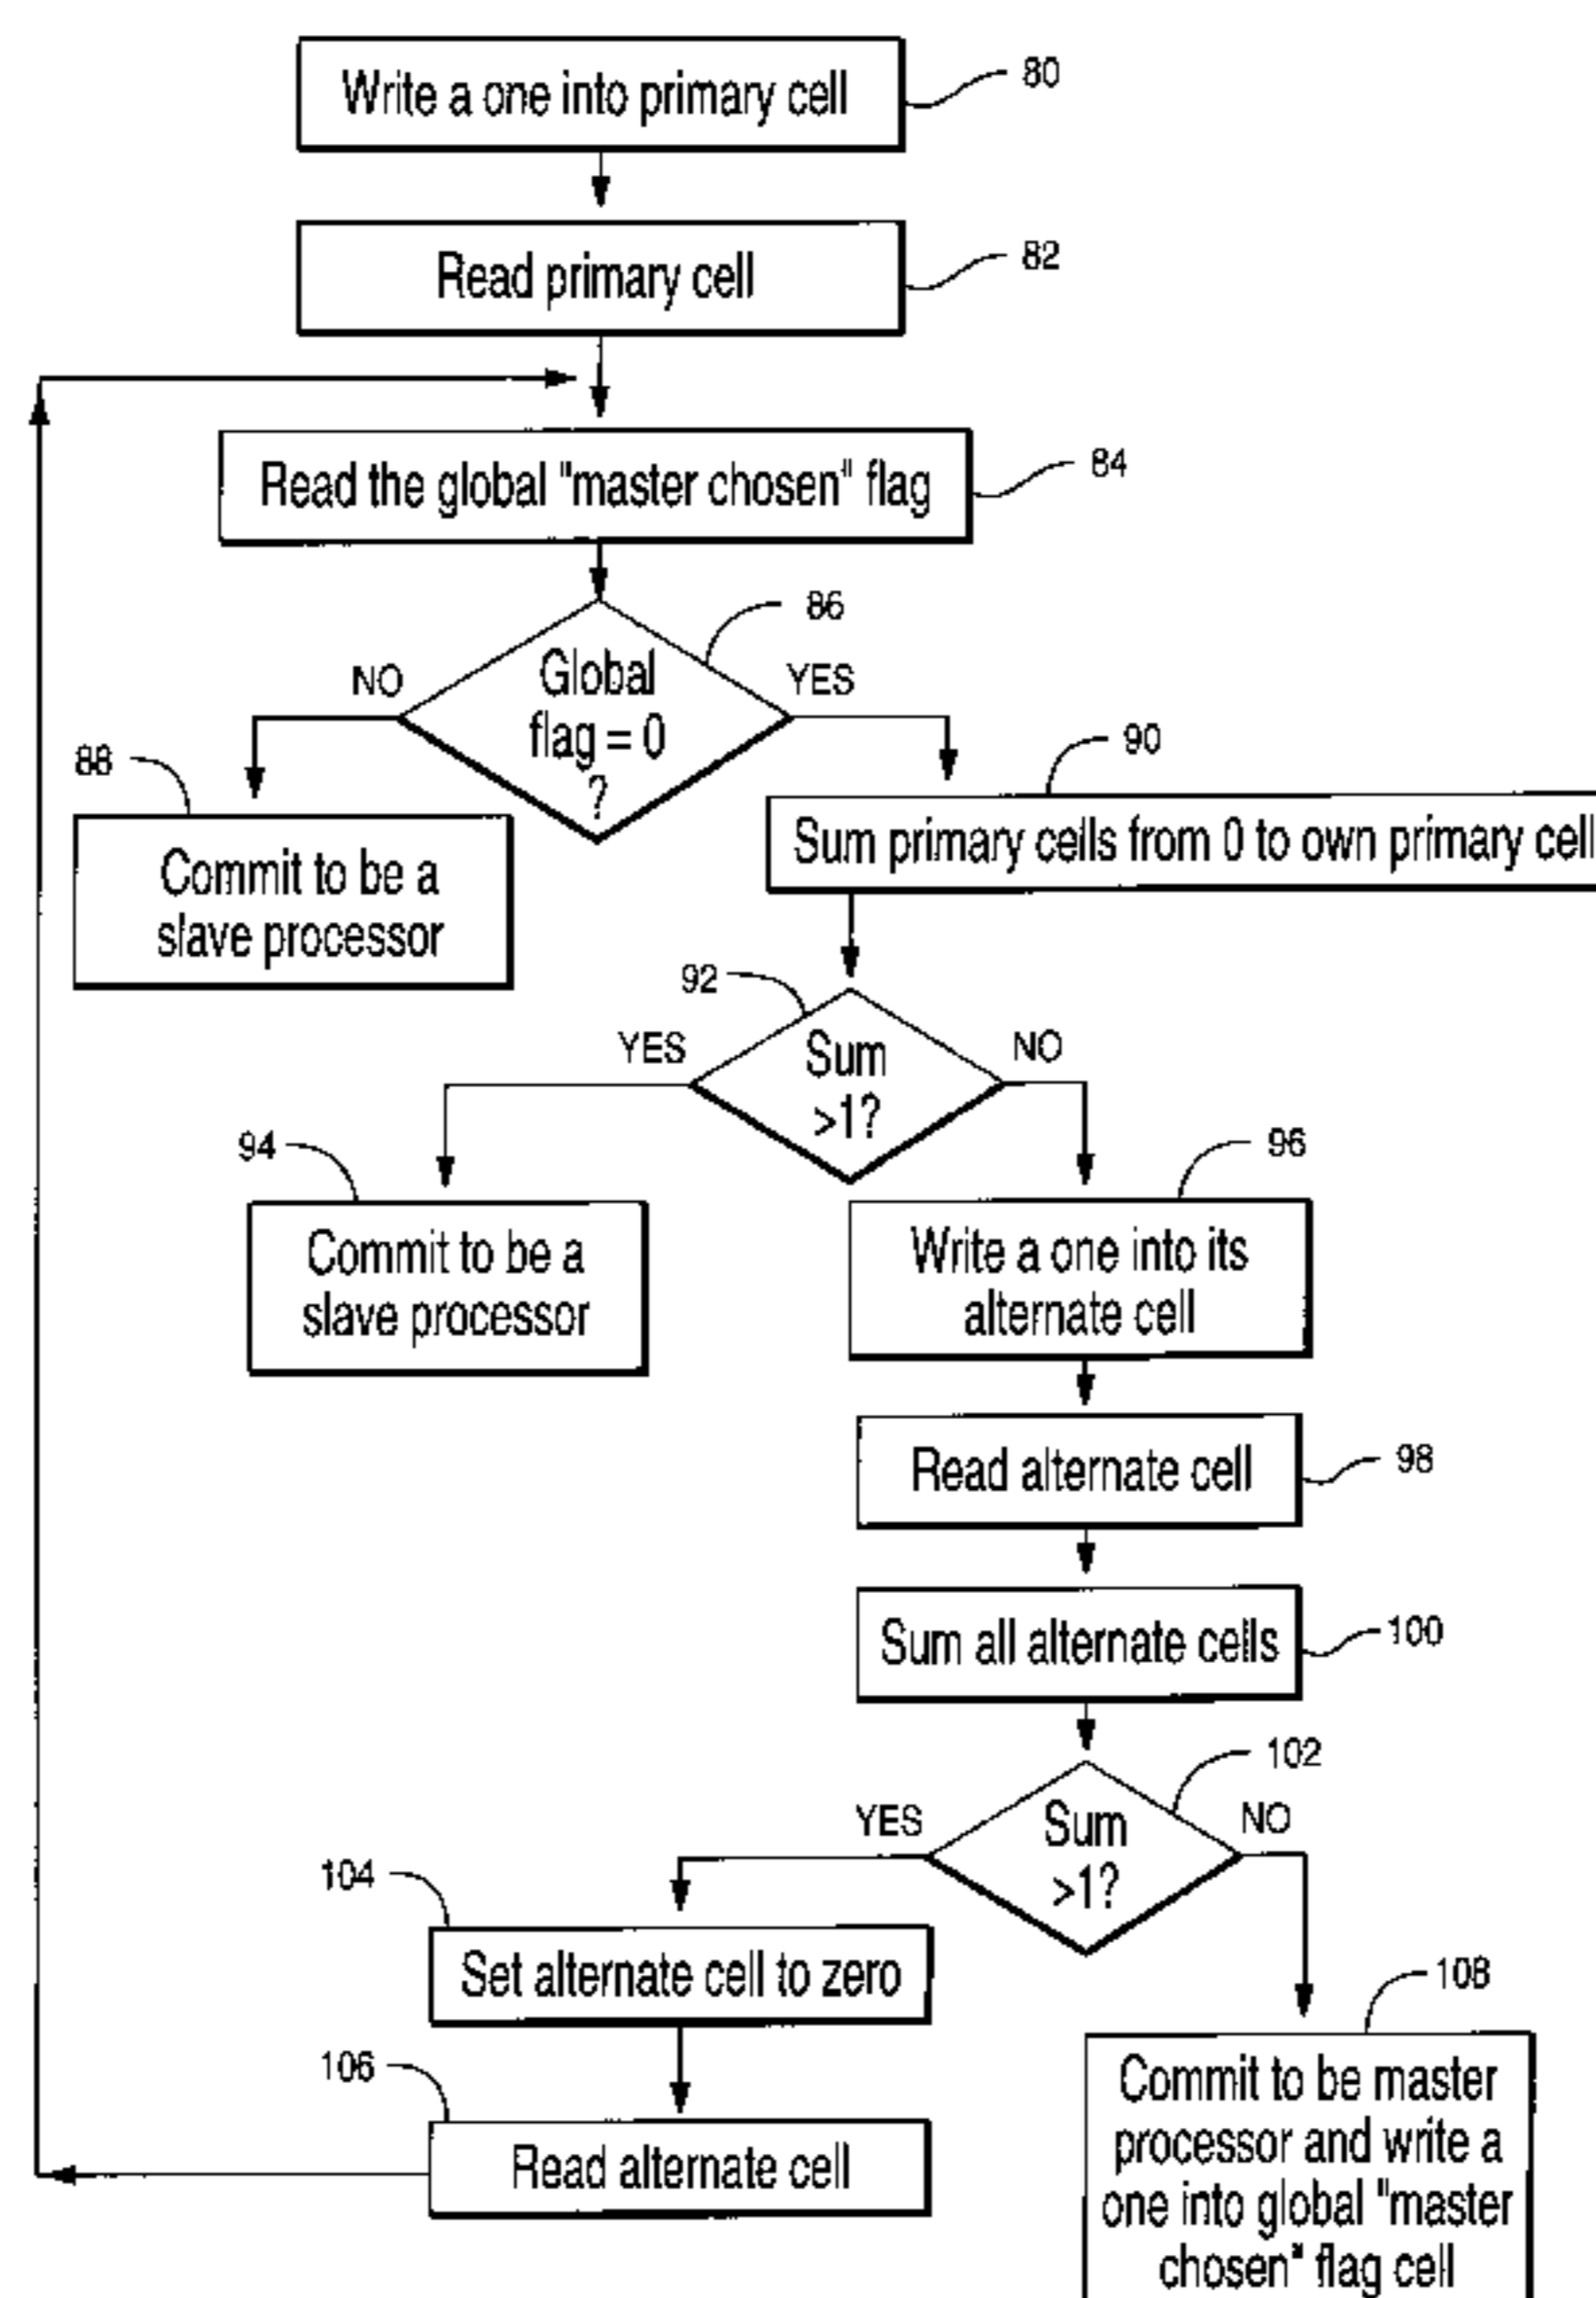 Write a one into primary cell
80
Read primary cell
82
Read the global "master chosen" flag
84
86
NO
Global
flag = 0
?
YES
88
90
Commit to be a
slave processor
Sum primary cells from 0 to own primary cell
92
YES
Sum
>1?
NO
94
96
Commit to be a
slave processor
Write a one into its
alternate cell
Read alternate cell
98
Sum all alternate cells
100
102
YES
Sum
>1?
NO
104
Set alternate cell to zero
108
106
Read alternate cell
Commit to be master
processor and write a
one into global "master
chosen" flag cell